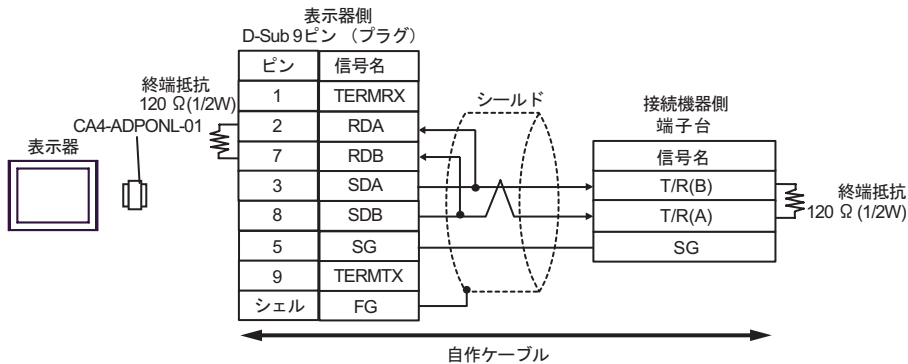 表示器側
D-Sub 9ピン (プラグ)
ピン 信号名
1 TERMRX
2 RDA
7 RDB
3 SDA
8 SDB
5 SG
9 TERMTX
シェル FG
終端抵抗
120 Ω(1/2W)
CA4-ADPONL-01
表示器
シールド
接続機器側
端子台
信号名
T/R(B)
T/R(A)
SG
終端抵抗
120 Ω (1/2W)
自作ケーブル